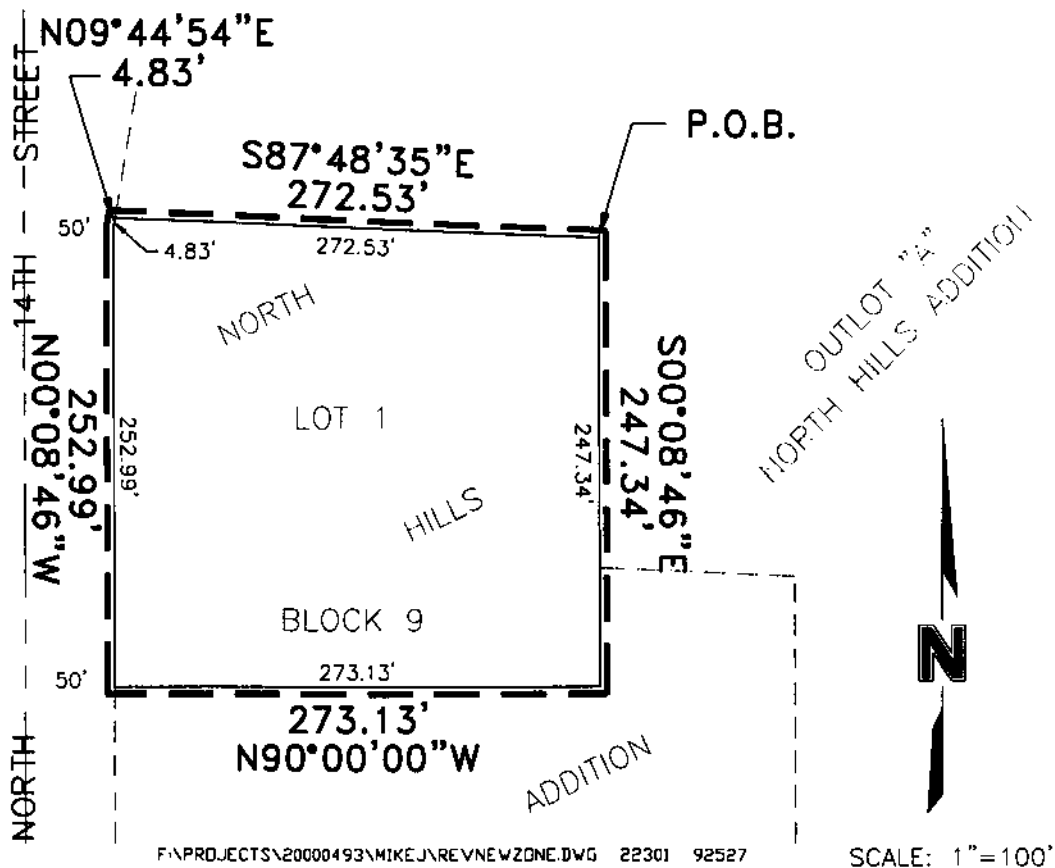 N09°44'54"E
4.83'
P.O.B.
S87°48'35"E
272.53'
50'
4.83'
272.53'
NORTH 14TH STREET
NORTH
OUTLOT "A"
NORTH HILLS ADDITION
N00°08'46"W
252.99'
252.99'
LOT 1
247.34'
247.34'
S00°08'46"E
HILLS
BLOCK 9
273.13'
50'
273.13'
N90°00'00"W
ADDITION
N
F:\PROJECTS\20000493\MIKEJ\REVNEWZONE.DWG 22301 92527
SCALE: 1"=100'